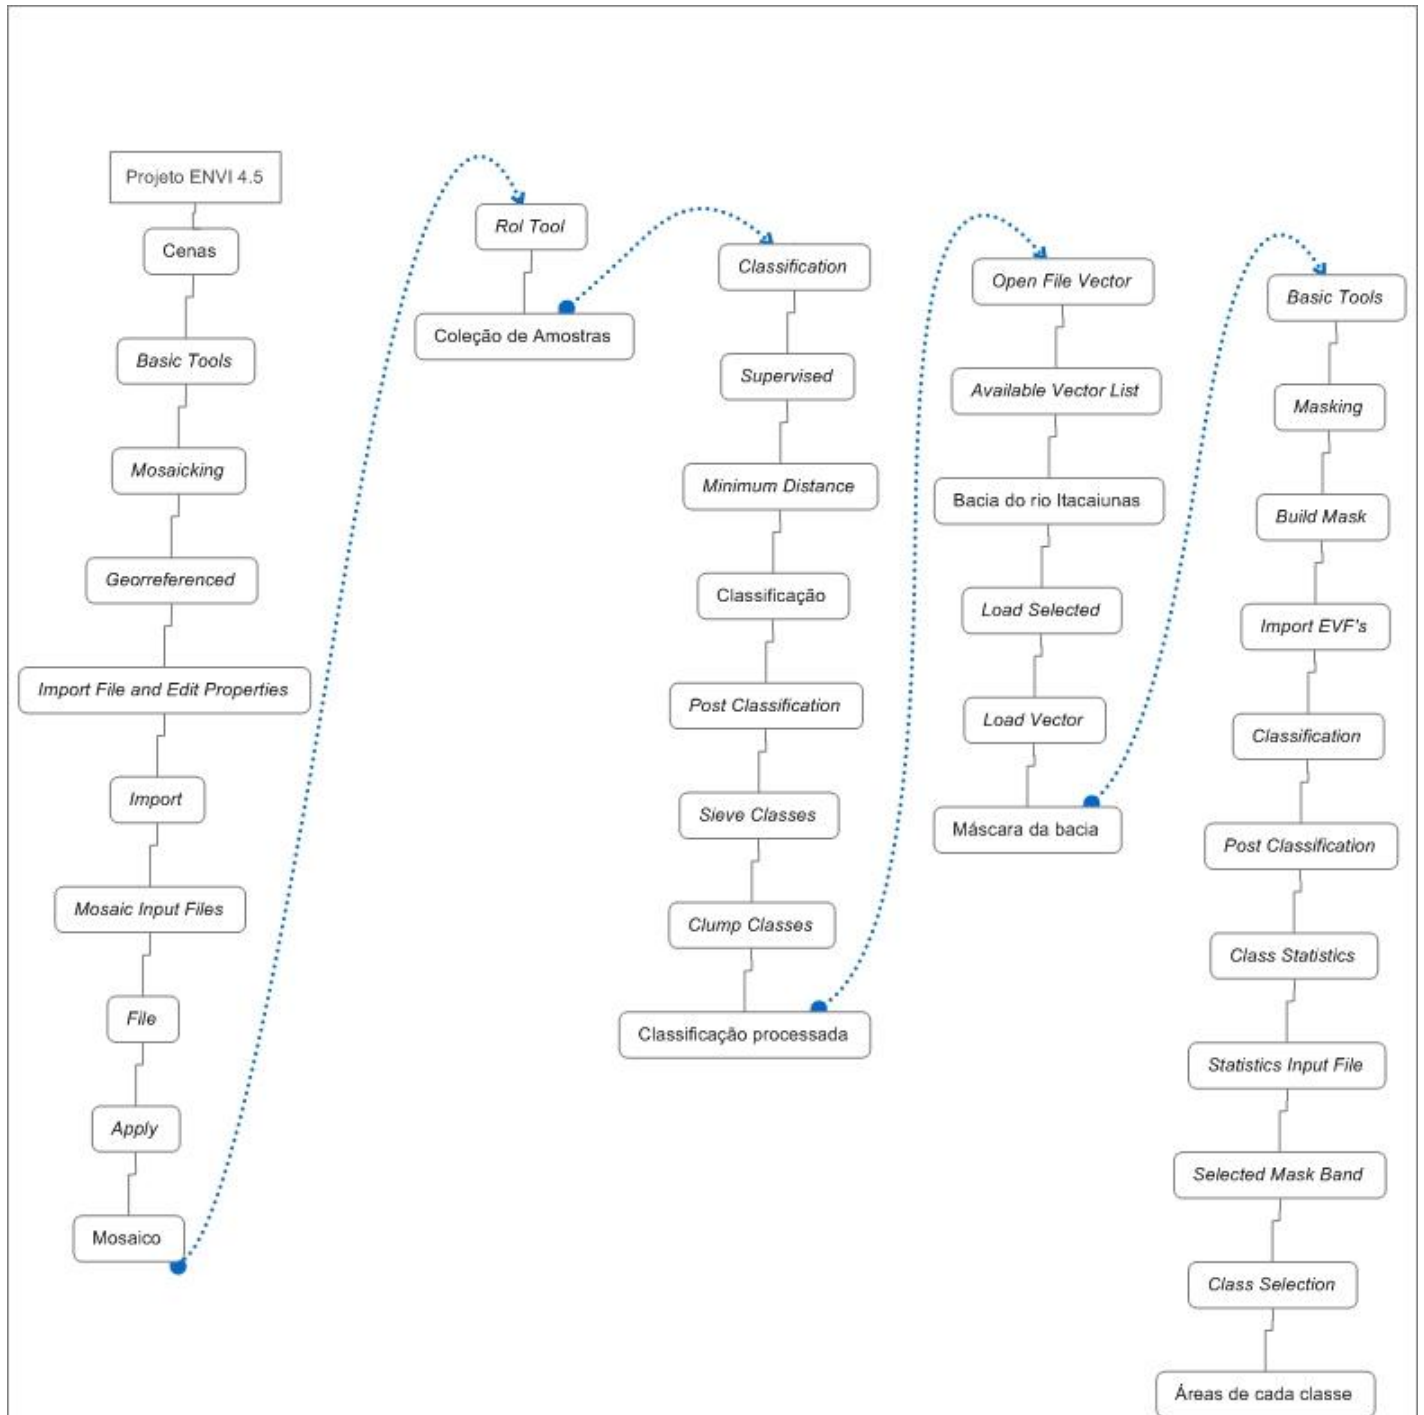 Projeto ENVI 4.5
Cenas
Basic Tools
Mosaicking
Georreferenced
Import File and Edit Properties
Import
Mosaic Input Files
File
Apply
Mosaico
RoI Tool
Coleção de Amostras
Classification
Supervised
Minimum Distance
Classificação
Post Classification
Sieve Classes
Clump Classes
Classificação processada
Open File Vector
Available Vector List
Bacia do rio Itacaiunas
Load Selected
Load Vector
Máscara da bacia
Basic Tools
Masking
Build Mask
Import EVF's
Classification
Post Classification
Class Statistics
Statistics Input File
Selected Mask Band
Class Selection
Áreas de cada classe